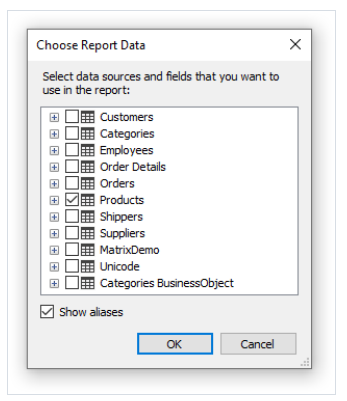 Choose Report Data
Select data sources and fields that you want to
use in the report:
Customers
Categories
Employees
Order Details
Orders
Products
Shippers
Suppliers
MatrixDemo
Unicode
Categories BusinessObject
Show aliases
OK Cancel